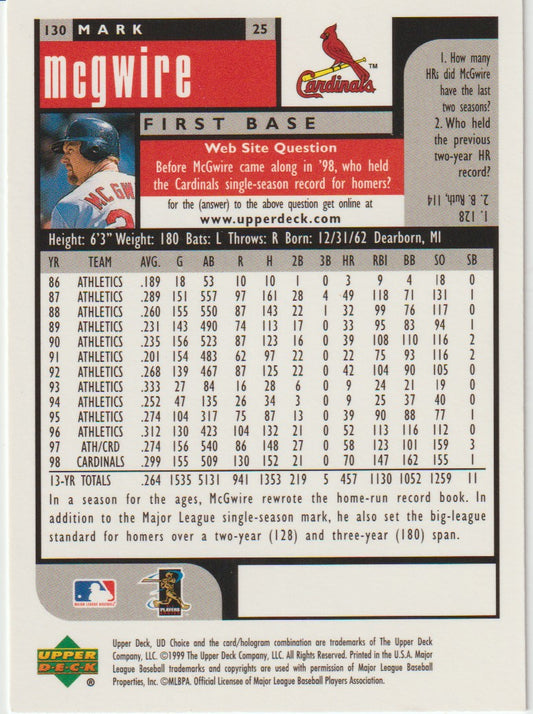 130 MARK 25
mcgwire
Cardinals TM
FIRST BASE
1. How many
HRs did McGwire
have the last
two seasons?
2. Who held
the previous
two-year HR
record?
1. 128
2. B. Ruth, 114
MCGW
Web Site Question
Before McGwire came along in '98, who held
the Cardinals single-season record for homers?
for the (answer) to the above question get online at
www.upperdeck.com
Height: 6'3" Weight: 180 Bats: L Throws: R Born: 12/31/62 Dearborn, MI
YR TEAM AVG. G AB R H 2B 3B HR RBI BB SO SB
86 ATHLETICS .189 18 53 10 10 1 0 3 9 4 18 0
87 ATHLETICS .289 151 557 97 161 28 4 49 118 71 131 1
88 ATHLETICS .260 155 550 87 143 22 1 32 99 76 117 0
89 ATHLETICS .231 143 490 74 113 17 0 33 95 83 94 1
90 ATHLETICS .235 156 523 87 123 16 0 39 108 110 116 2
91 ATHLETICS .201 154 483 62 97 22 0 22 75 93 116 2
92 ATHLETICS .268 139 467 87 125 22 0 42 104 90 105 0
93 ATHLETICS .333 27 84 16 28 6 0 9 24 21 19 0
94 ATHLETICS .252 47 135 26 34 3 0 9 25 37 40 0
95 ATHLETICS .274 104 317 75 87 13 0 39 90 88 77 1
96 ATHLETICS .312 130 423 104 132 21 0 52 113 116 112 0
97 ATH/CRD .274 156 540 86 148 27 0 58 123 101 159 3
98 CARDINALS .299 155 509 130 152 21 0 70 147 162 155 1
13-YR TOTALS .264 1535 5131 941 1353 219 5 457 1130 1052 1259 11
In a season for the ages, McGwire rewrote the home-run record book. In
addition to the Major League single-season mark, he also set the big-league
standard for homers over a two-year (128) and three-year (180) span.
MAJOR LEAGUE BASEBALL
PLAYERS
UPPER
DECK
®
Upper Deck, UD Choice and the card/hologram combination are trademarks of The Upper Deck
Company, LLC. ©1999 The Upper Deck Company, LLC. All Rights Reserved. Printed in the U.S.A. Major
League Baseball trademarks and copyrights are used with permission of Major League Baseball
Properties, Inc. ©MLBPA. Official Licensee of Major League Baseball Players Association.